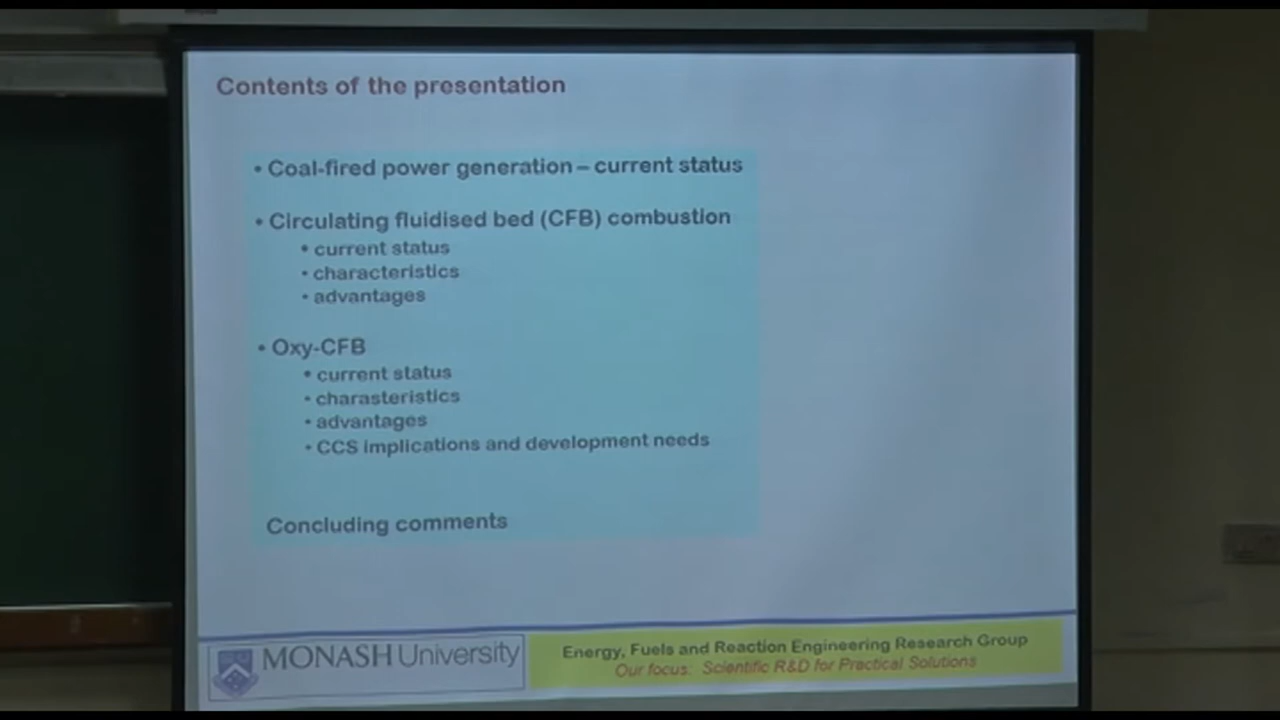 Contents of the presentation
• Coal-fired power generation – current status
• Circulating fluidised bed (CFB) combustion
• current status
• characteristics
• advantages
• Oxy-CFB
• current status
• charasteristics
• advantages
• CCS implications and development needs
Concluding comments
MONASH University
Energy, Fuels and Reaction Engineering Research Group
Our focus: Scientific R&D for Practical Solutions